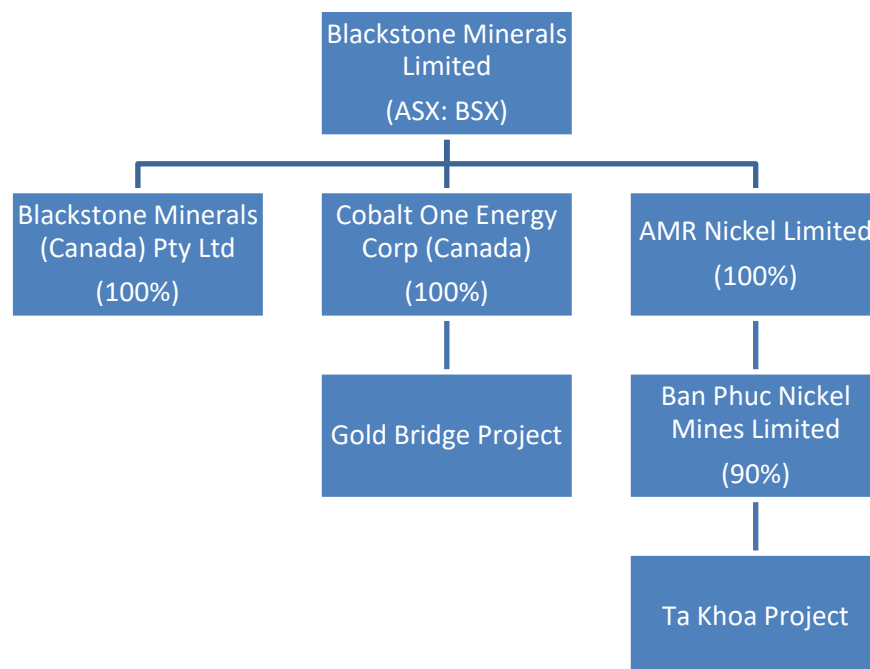 Blackstone Minerals
Limited
(ASX: BSX)
Blackstone Minerals
(Canada) Pty Ltd
(100%)
Cobalt One Energy
Corp (Canada)
(100%)
AMR Nickel Limited
(100%)
Gold Bridge Project
Ban Phuc Nickel
Mines Limited
(90%)
Ta Khoa Project